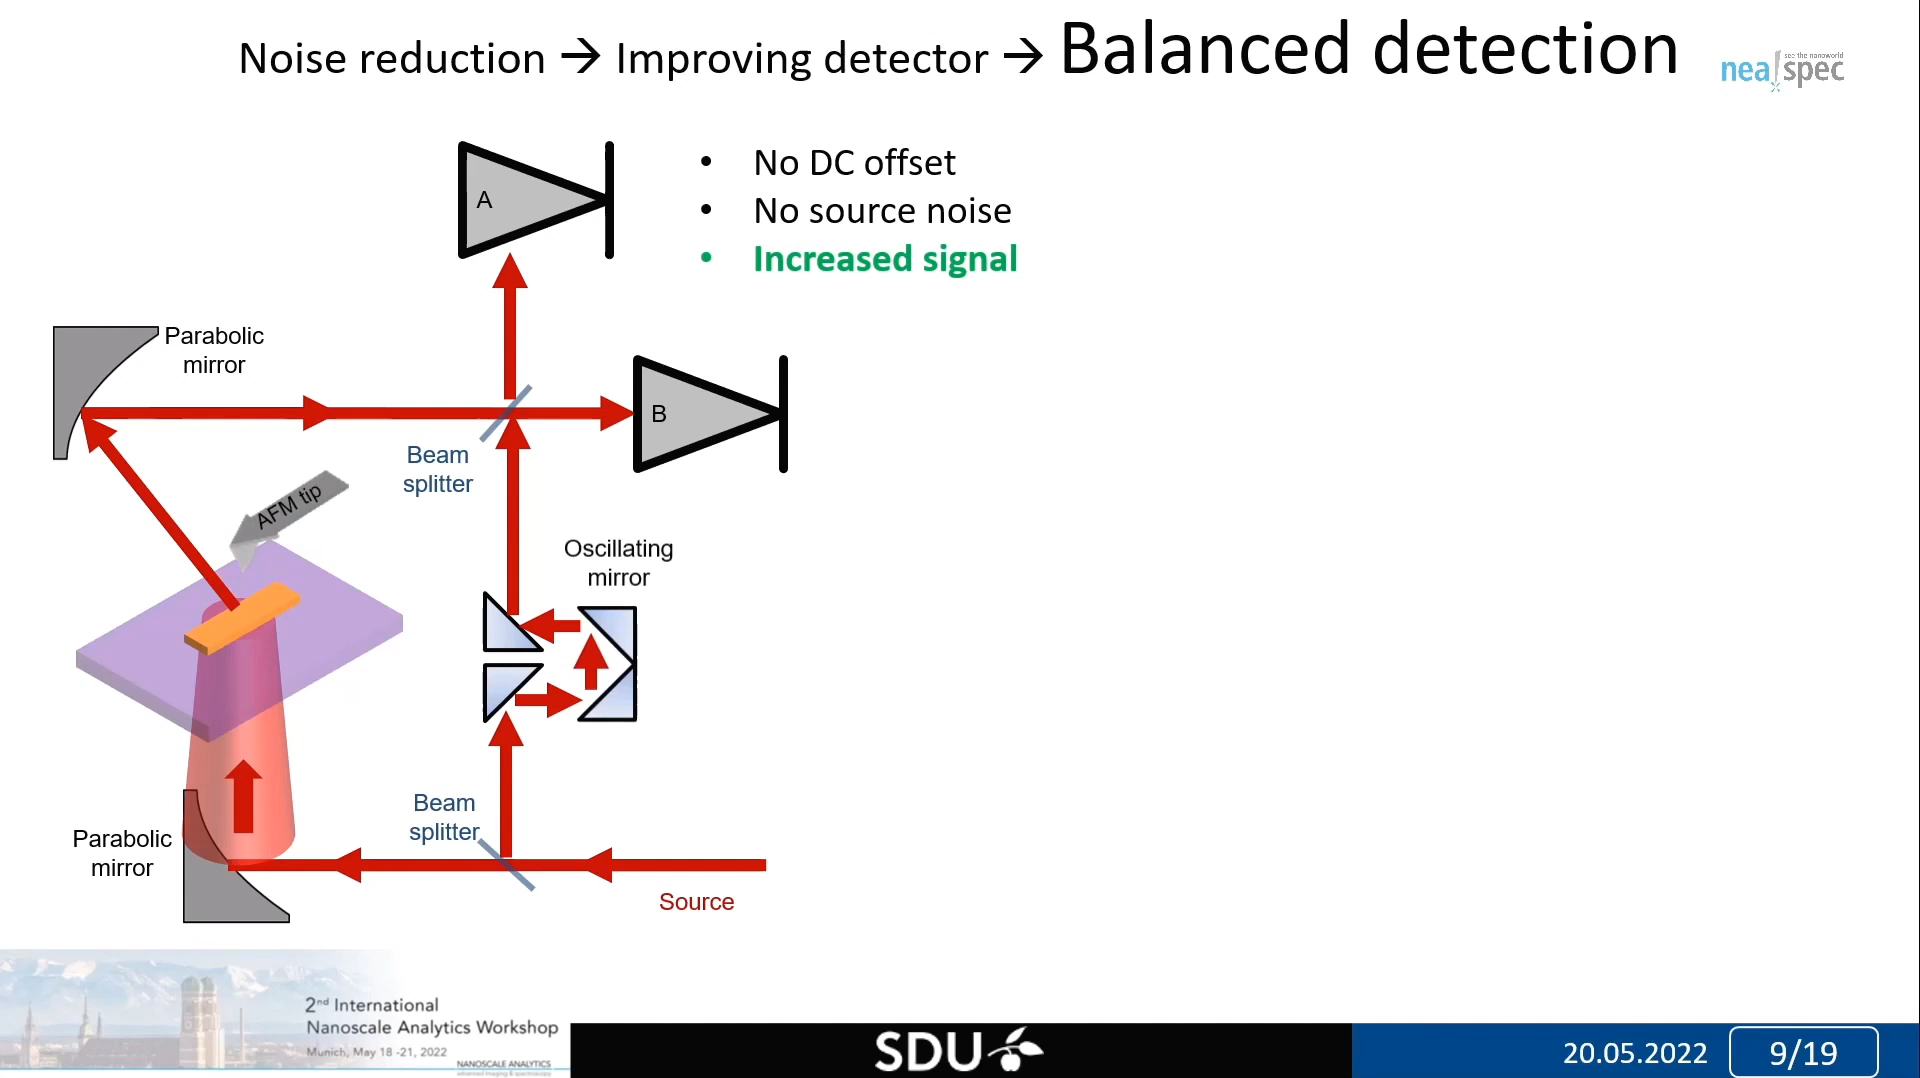 Noise reduction → Improving detector → Balanced detection
see the nanoworld
neaspec
• No DC offset
• No source noise
• Increased signal
A
Parabolic
mirror
B
Beam
splitter
AFM tip
Oscillating
mirror
Beam
splitter
Parabolic
mirror
Source
2nd International
Nanoscale Analytics Workshop
Munich, May 18 -21, 2022
NANOSCALE ANALYTICS
advanced imaging & spectroscopy
SDU
20.05.2022
9/19